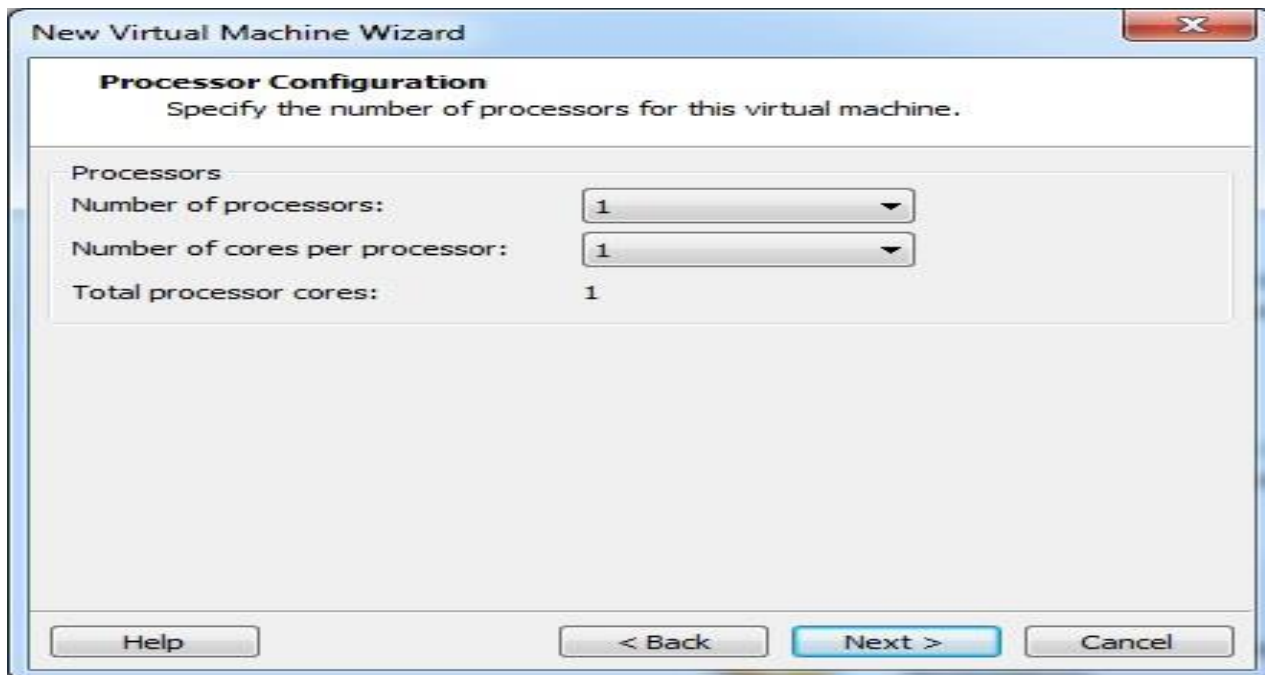 New Virtual Machine Wizard
Processor Configuration
Specify the number of processors for this virtual machine.
Processors
Number of processors: 1
Number of cores per processor: 1
Total processor cores: 1
Help < Back Next > Cancel